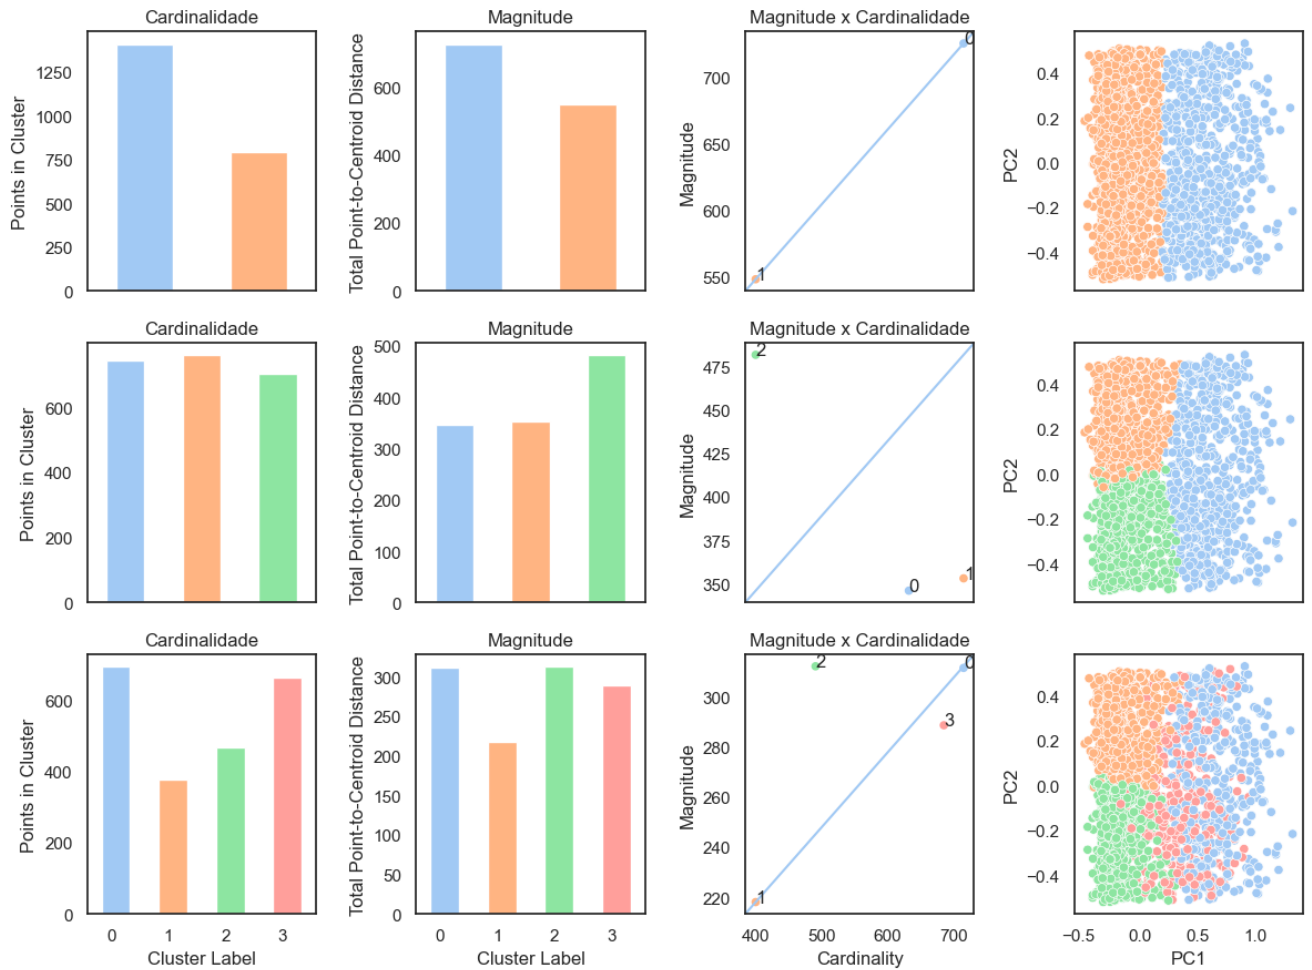 Cardinalidade
Points in Cluster
1250
1000
750
500
250
0
Magnitude
Total Point-to-Centroid Distance
600
400
200
0
Magnitude x Cardinalidade
Magnitude
700
650
600
550
0
1
PC2
0.4
0.2
0.0
−0.2
−0.4
Cardinalidade
Points in Cluster
600
400
200
0
Magnitude
Total Point-to-Centroid Distance
500
400
300
200
100
0
Magnitude x Cardinalidade
Magnitude
475
450
425
400
375
350
2
0
1
PC2
0.4
0.2
0.0
−0.2
−0.4
Cardinalidade
Points in Cluster
600
400
200
0
0 1 2 3
Cluster Label
Magnitude
Total Point-to-Centroid Distance
300
250
200
150
100
50
0
0 1 2 3
Cluster Label
Magnitude x Cardinalidade
Magnitude
300
280
260
240
220
2
0
3
1
400 500 600 700
Cardinality
PC2
0.4
0.2
0.0
−0.2
−0.4
−0.5 0.0 0.5 1.0
PC1